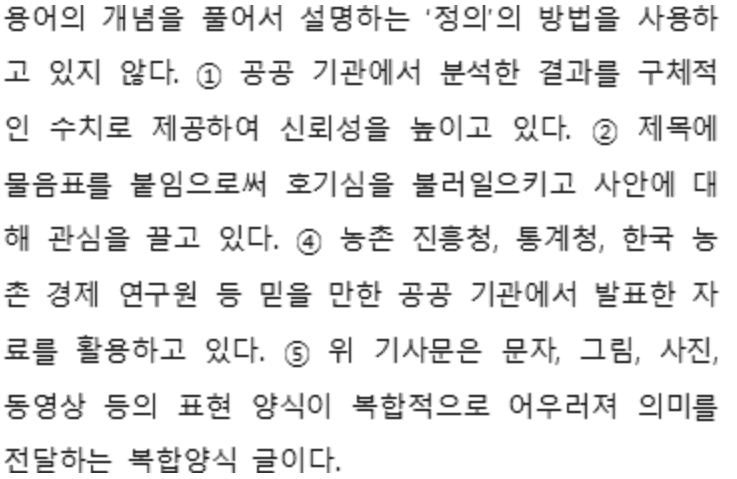 용어의 개념을 풀어서 설명하는 '정의'의 방법을 사용하
고 있지 않다. ① 공공 기관에서 분석한 결과를 구체적
인 수치로 제공하여 신뢰성을 높이고 있다. ② 제목에
물음표를 붙임으로써 호기심을 불러일으키고 사안에 대
해 관심을 끌고 있다. ④ 농촌 진흥청, 통계청, 한국 농
촌 경제 연구원 등 믿을 만한 공공 기관에서 발표한 자
료를 활용하고 있다. ⑤ 위 기사문은 문자, 그림, 사진,
동영상 등의 표현 양식이 복합적으로 어우러져 의미를
전달하는 복합양식 글이다.